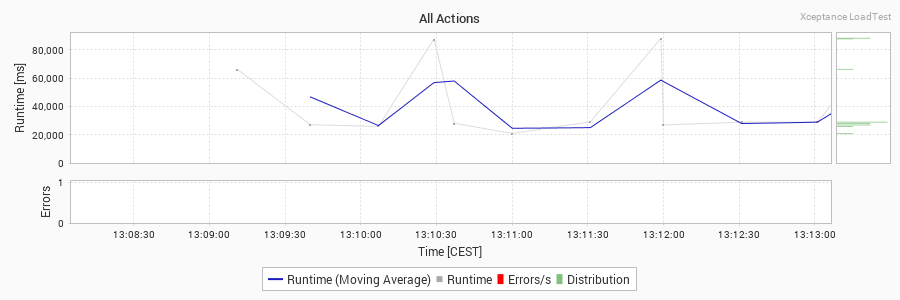 All Actions
Xceptance LoadTest
Runtime [ms]
80,000
60,000
40,000
20,000
0
Errors
1
0
13:08:30 13:09:00 13:09:30 13:10:00 13:10:30 13:11:00 13:11:30 13:12:00 13:12:30 13:13:00
Time [CEST]
Runtime (Moving Average) Runtime Errors/s Distribution